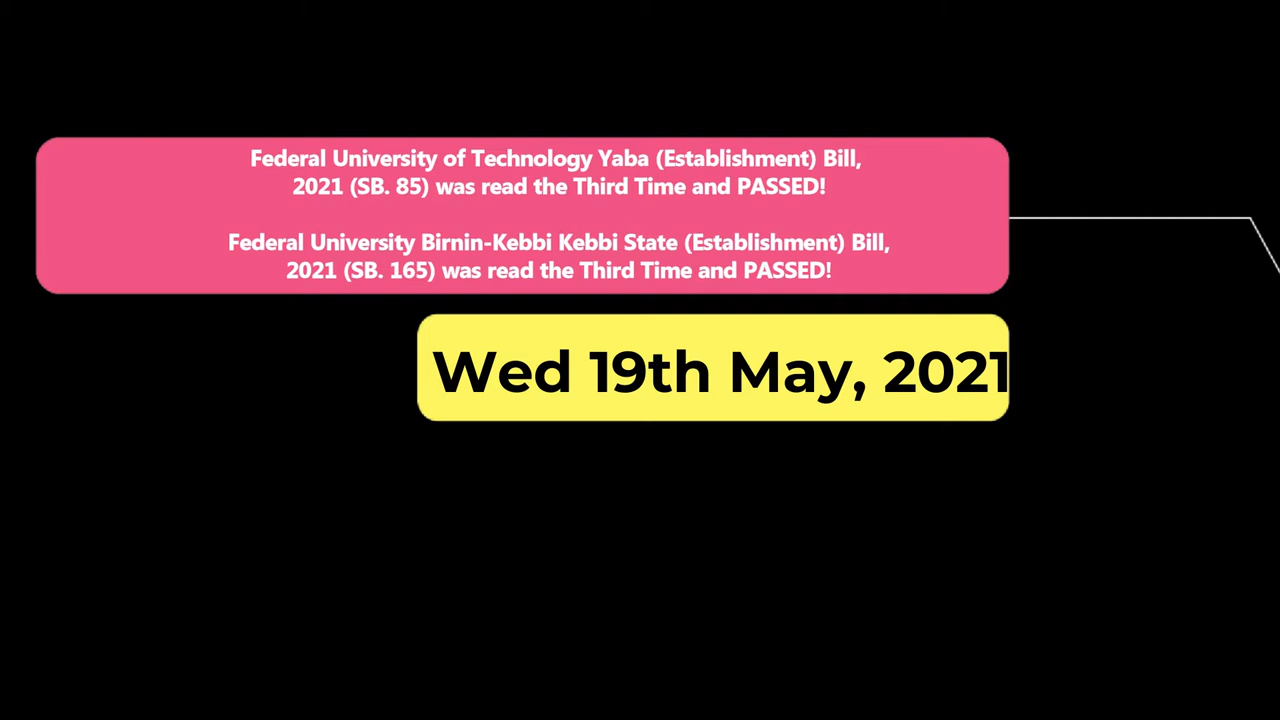 Federal University of Technology Yaba (Establishment) Bill,
2021 (SB. 85) was read the Third Time and PASSED!
Federal University Birnin-Kebbi Kebbi State (Establishment) Bill,
2021 (SB. 165) was read the Third Time and PASSED!
Wed 19th May, 2021